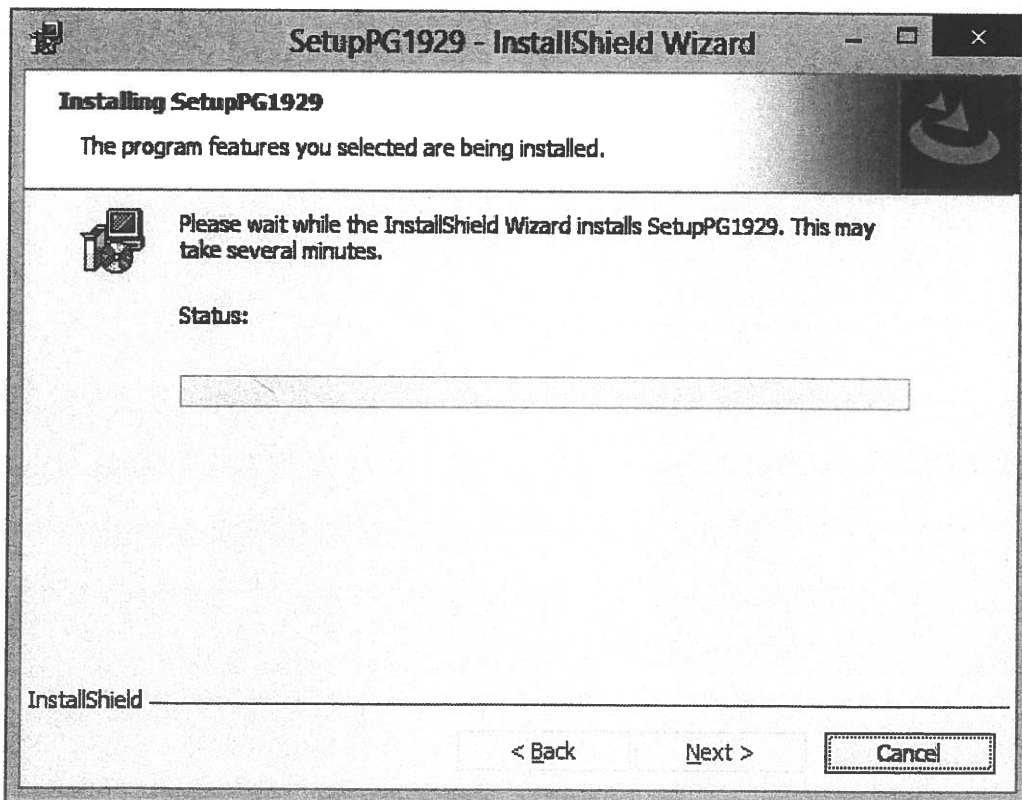 SetupPG1929 - InstallShield Wizard
Installing SetupPG1929
The program features you selected are being installed.
Please wait while the InstallShield Wizard installs SetupPG1929. This may
take several minutes.
Status:
InstallShield
< Back
Next >
Cancel